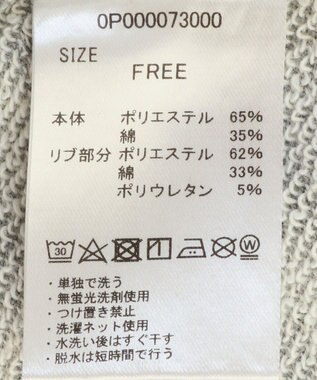 0P000073000
SIZE
FREE
本体 ポリエステル 65%
綿 35%
リブ部分 ポリエステル 62%
綿 33%
ポリウレタン 5%
30 W
・単独で洗う
・無蛍光洗剤使用
・つけ置き禁止
・洗濯ネット使用
・水洗い後はすぐ干す
・脱水は短時間で行う